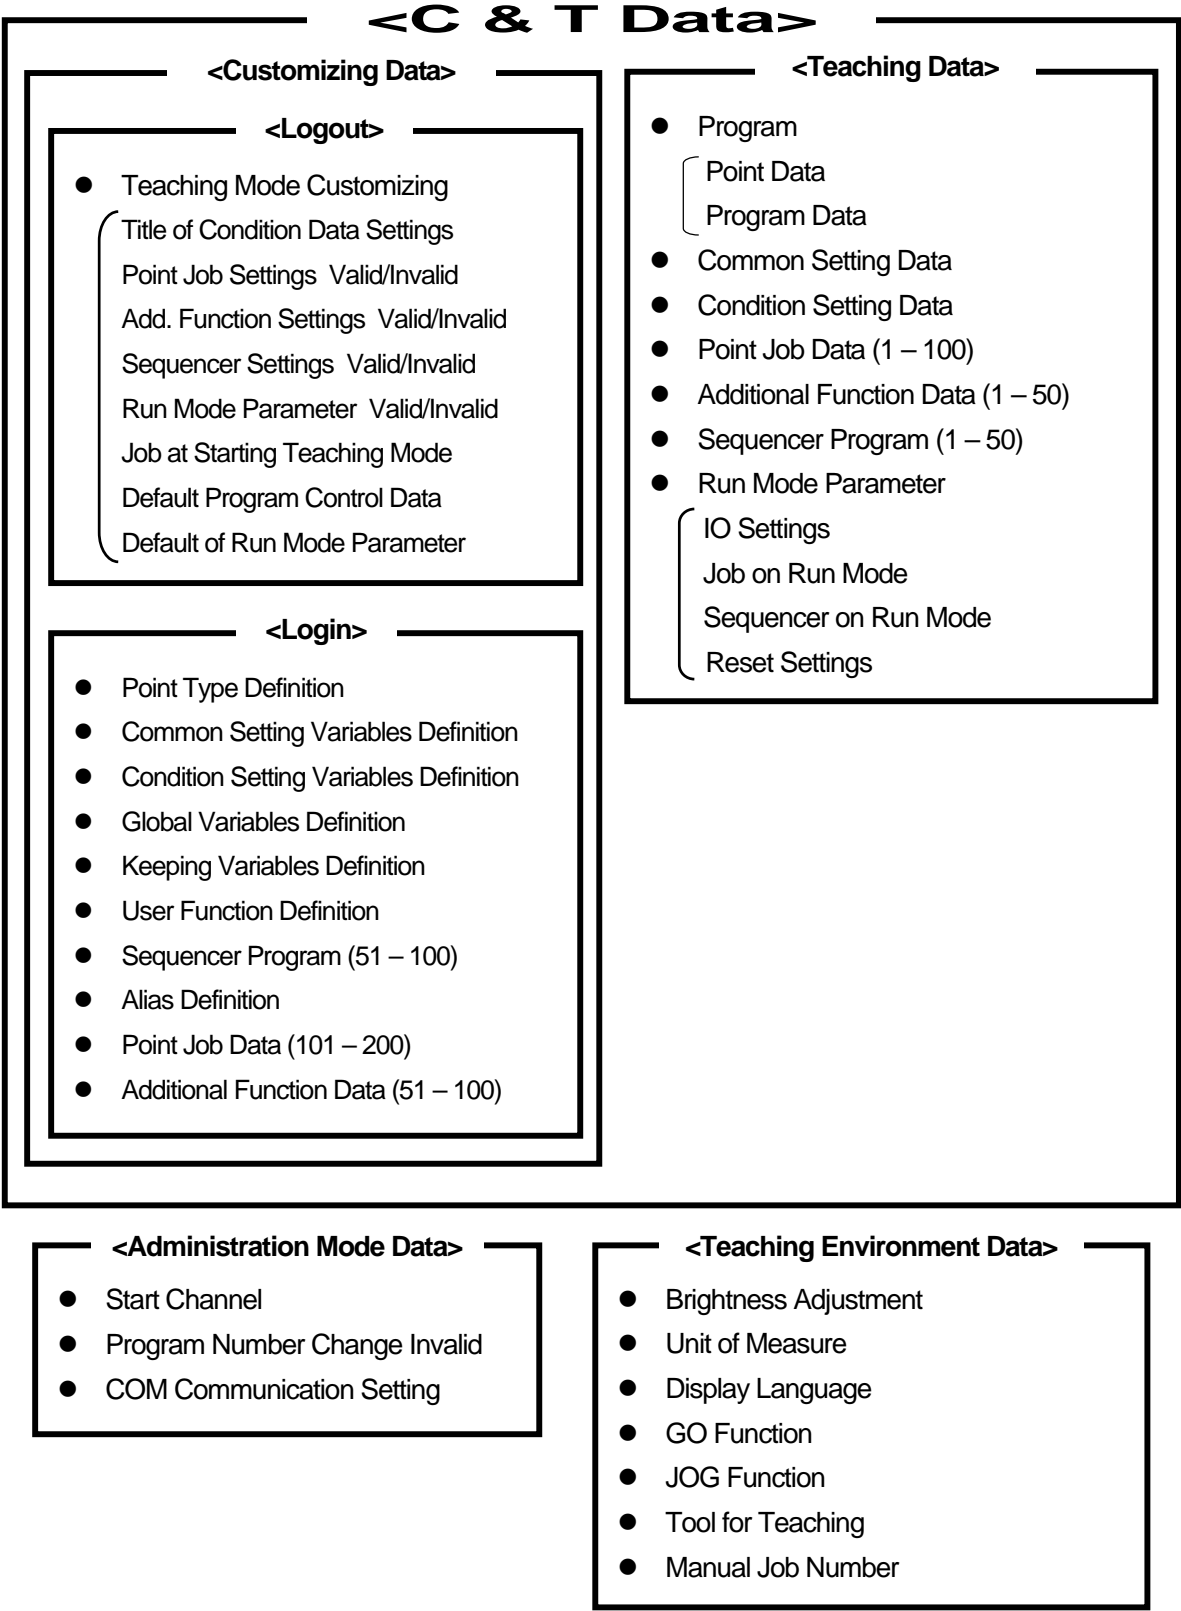 <C & T Data>
<Customizing Data>
<Logout>
● Teaching Mode Customizing
Title of Condition Data Settings
Point Job Settings Valid/Invalid
Add. Function Settings Valid/Invalid
Sequencer Settings Valid/Invalid
Run Mode Parameter Valid/Invalid
Job at Starting Teaching Mode
Default Program Control Data
Default of Run Mode Parameter
<Login>
● Point Type Definition
● Common Setting Variables Definition
● Condition Setting Variables Definition
● Global Variables Definition
● Keeping Variables Definition
● User Function Definition
● Sequencer Program (51 – 100)
● Alias Definition
● Point Job Data (101 – 200)
● Additional Function Data (51 – 100)
<Teaching Data>
● Program
Point Data
Program Data
● Common Setting Data
● Condition Setting Data
● Point Job Data (1 – 100)
● Additional Function Data (1 – 50)
● Sequencer Program (1 – 50)
● Run Mode Parameter
IO Settings
Job on Run Mode
Sequencer on Run Mode
Reset Settings
<Administration Mode Data>
● Start Channel
● Program Number Change Invalid
● COM Communication Setting
<Teaching Environment Data>
● Brightness Adjustment
● Unit of Measure
● Display Language
● GO Function
● JOG Function
● Tool for Teaching
● Manual Job Number